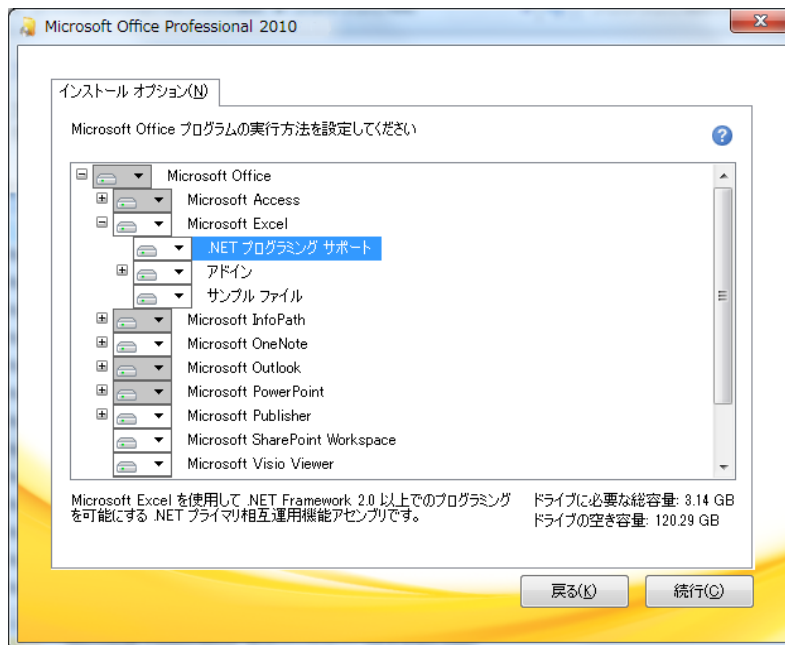 Microsoft Office Professional 2010
インストール オプション(N)
Microsoft Office プログラムの実行方法を設定してください
Microsoft Office
Microsoft Access
Microsoft Excel
.NET プログラミング サポート
アドイン
サンプル ファイル
Microsoft InfoPath
Microsoft OneNote
Microsoft Outlook
Microsoft PowerPoint
Microsoft Publisher
Microsoft SharePoint Workspace
Microsoft Visio Viewer
Microsoft Excel を使用して .NET Framework 2.0 以上でのプログラミング
を可能にする .NET プライマリ相互運用機能アセンブリです。
ドライブに必要な総容量: 3.14 GB
ドライブの空き容量: 120.29 GB
戻る(K)
続行(C)